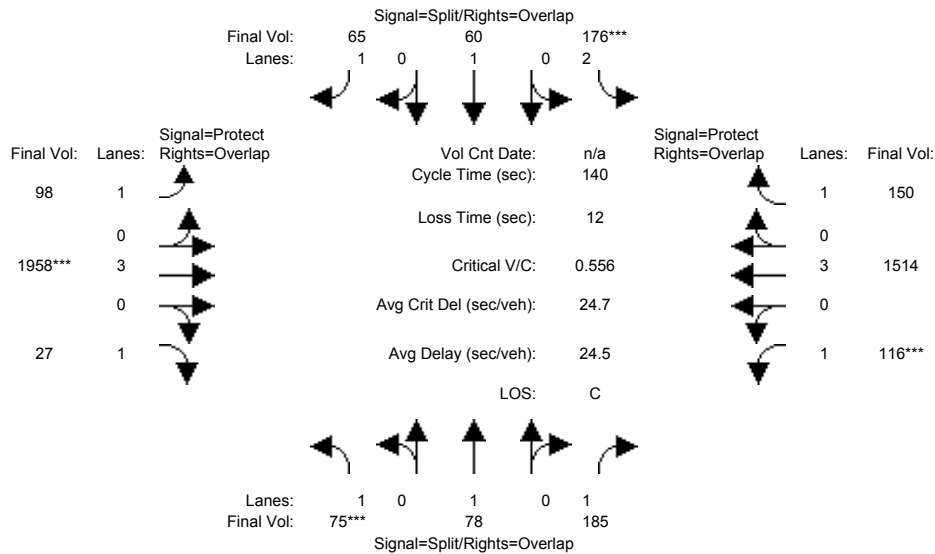 Signal=Split/Rights=Overlap
Final Vol: 65 60 176***
Lanes: 1 0 1 0 2
Signal=Protect Signal=Protect
Final Vol: Lanes: Rights=Overlap Vol Cnt Date: n/a Rights=Overlap Lanes: Final Vol:
Cycle Time (sec): 140
98 1 1 150
Loss Time (sec): 12
0 0
1958*** 3 Critical V/C: 0.556 3 1514
0 Avg Crit Del (sec/veh): 24.7 0
27 1 Avg Delay (sec/veh): 24.5 1 116***
LOS: C
Lanes: 1 0 1 0 1
Final Vol: 75*** 78 185
Signal=Split/Rights=Overlap